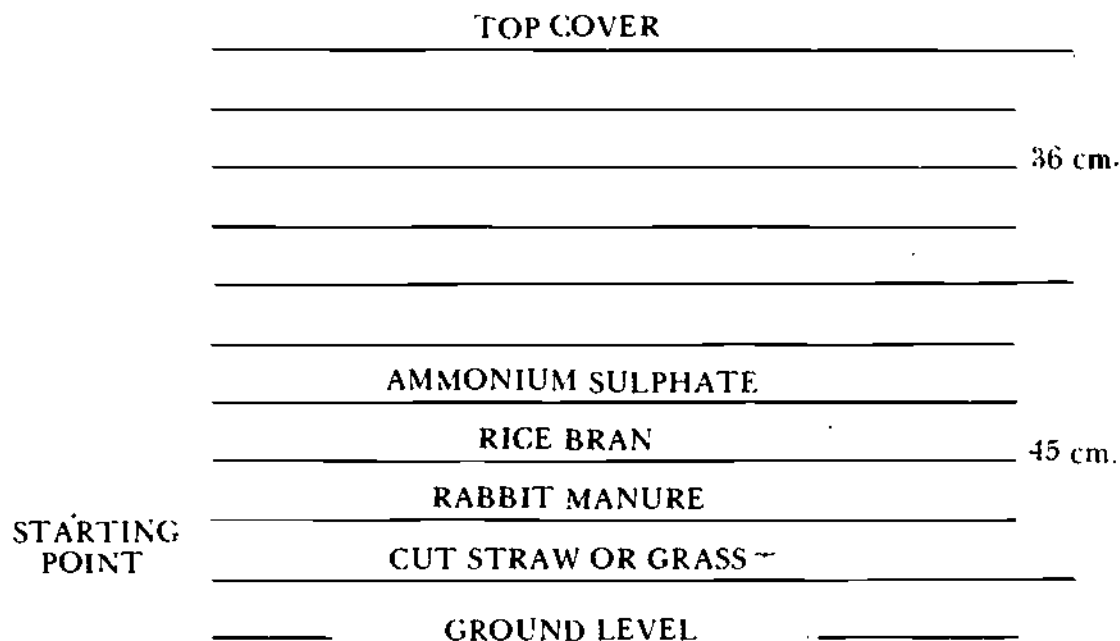 TOP COVER
36 cm.
AMMONIUM SULPHATE
RICE BRAN
45 cm.
RABBIT MANURE
STARTING
POINT
CUT STRAW OR GRASS
GROUND LEVEL